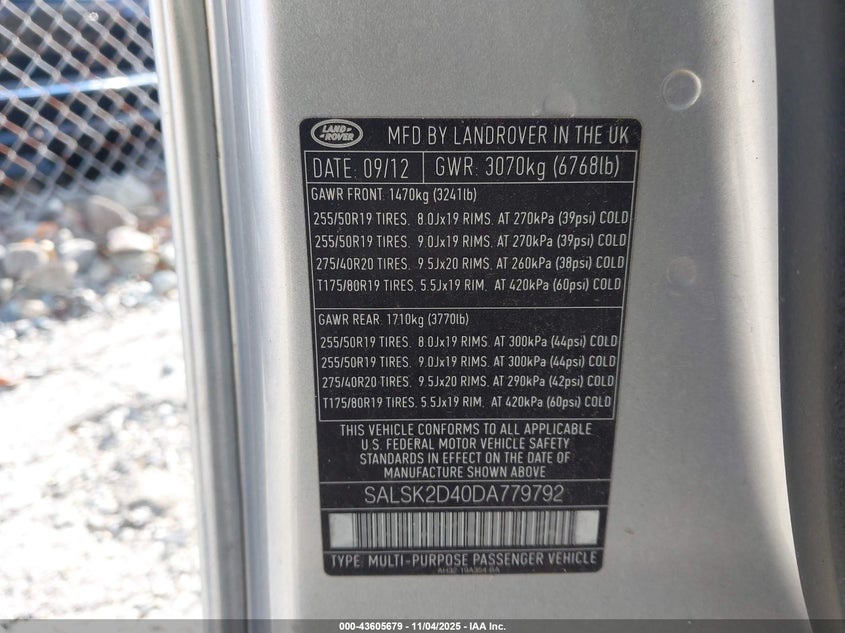 LAND ROVER
MFD BY LANDROVER IN THE UK
DATE: 09/12 GWR: 3070kg (6768lb)
GAWR FRONT: 1470kg (3241lb)
255/50R19 TIRES. 8.0Jx19 RIMS. AT 270kPa (39psi) COLD
255/50R19 TIRES. 9.0Jx19 RIMS. AT 270kPa (39psi) COLD
275/40R20 TIRES. 9.5Jx20 RIMS. AT 260kPa (38psi) COLD
T175/80R19 TIRES. 5.5Jx19 RIM. AT 420kPa (60psi) COLD
GAWR REAR: 1710kg (3770lb)
255/50R19 TIRES. 8.0Jx19 RIMS. AT 300kPa (44psi) COLD
255/50R19 TIRES. 9.0Jx19 RIMS. AT 300kPa (44psi) COLD
275/40R20 TIRES. 9.5Jx20 RIMS. AT 290kPa (42psi) COLD
T175/80R19 TIRES. 5.5Jx19 RIM. AT 420kPa (60psi) COLD
THIS VEHICLE CONFORMS TO ALL APPLICABLE
U.S. FEDERAL MOTOR VEHICLE SAFETY
STANDARDS IN EFFECT ON THE DATE OF
MANUFACTURE SHOWN ABOVE
SALSK2D40DA779792
TYPE: MULTI-PURPOSE PASSENGER VEHICLE
AH32-19A354-BA
000-43605679 - 11/04/2025 - IAA Inc.